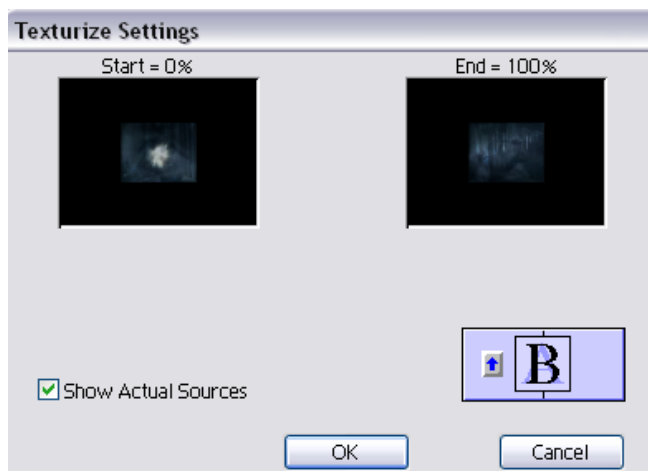 Texturize Settings
Start = 0%
End = 100%
B
Show Actual Sources
OK
Cancel